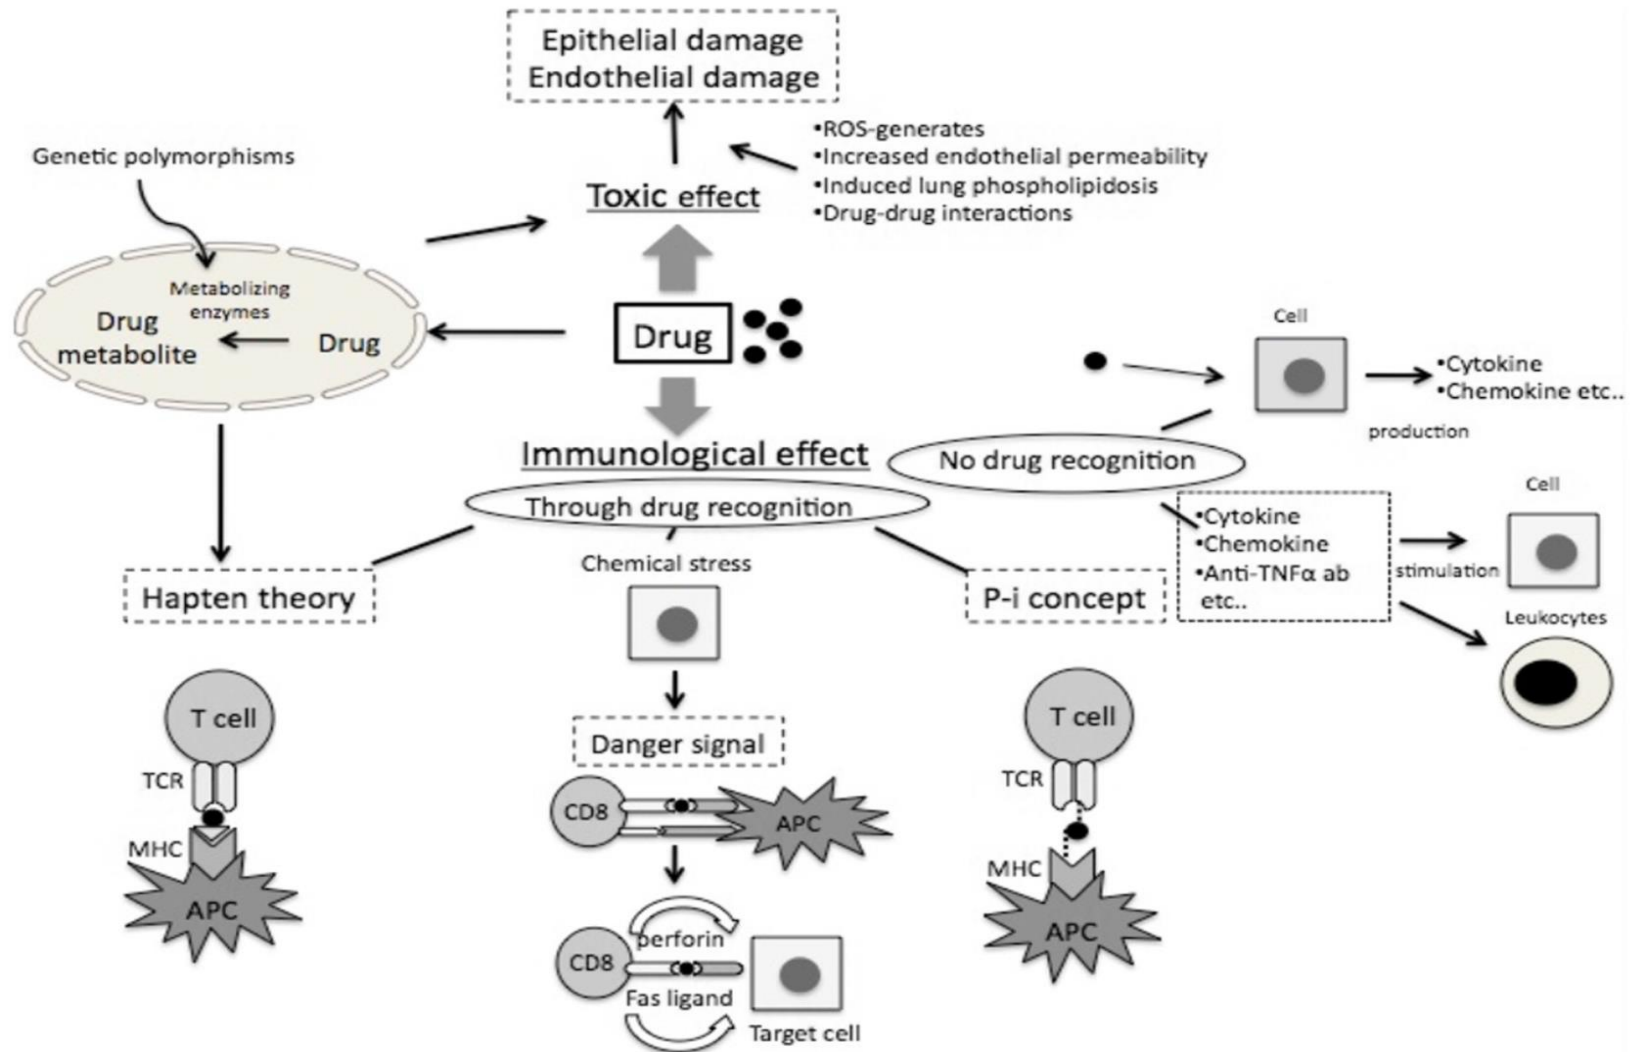 Epithelial damage
Endothelial damage
•ROS-generates
•Increased endothelial permeability
•Induced lung phospholipidosis
•Drug-drug interactions
Genetic polymorphisms
Toxic effect
Metabolizing
enzymes
Drug
metabolite
Drug
Drug
Cell
•Cytokine
•Chemokine etc..
production
Immunological effect
No drug recognition
Through drug recognition
Cell
•Cytokine
•Chemokine
•Anti-TNFα ab
etc..
stimulation
Leukocytes
Chemical stress
Hapten theory
P-i concept
T cell
TCR
MHC
APC
Danger signal
CD8
APC
CD8
perforin
Fas ligand
Target cell
T cell
TCR
MHC
APC